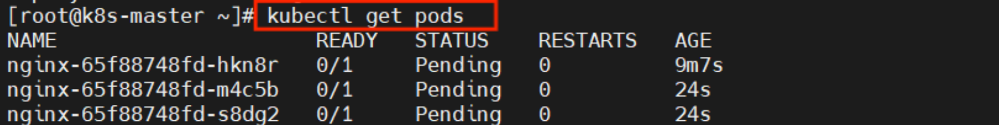 [root@k8s-master ~]# kubectl get pods
NAME READY STATUS RESTARTS AGE
nginx-65f88748fd-hkn8r 0/1 Pending 0 9m7s
nginx-65f88748fd-m4c5b 0/1 Pending 0 24s
nginx-65f88748fd-s8dg2 0/1 Pending 0 24s